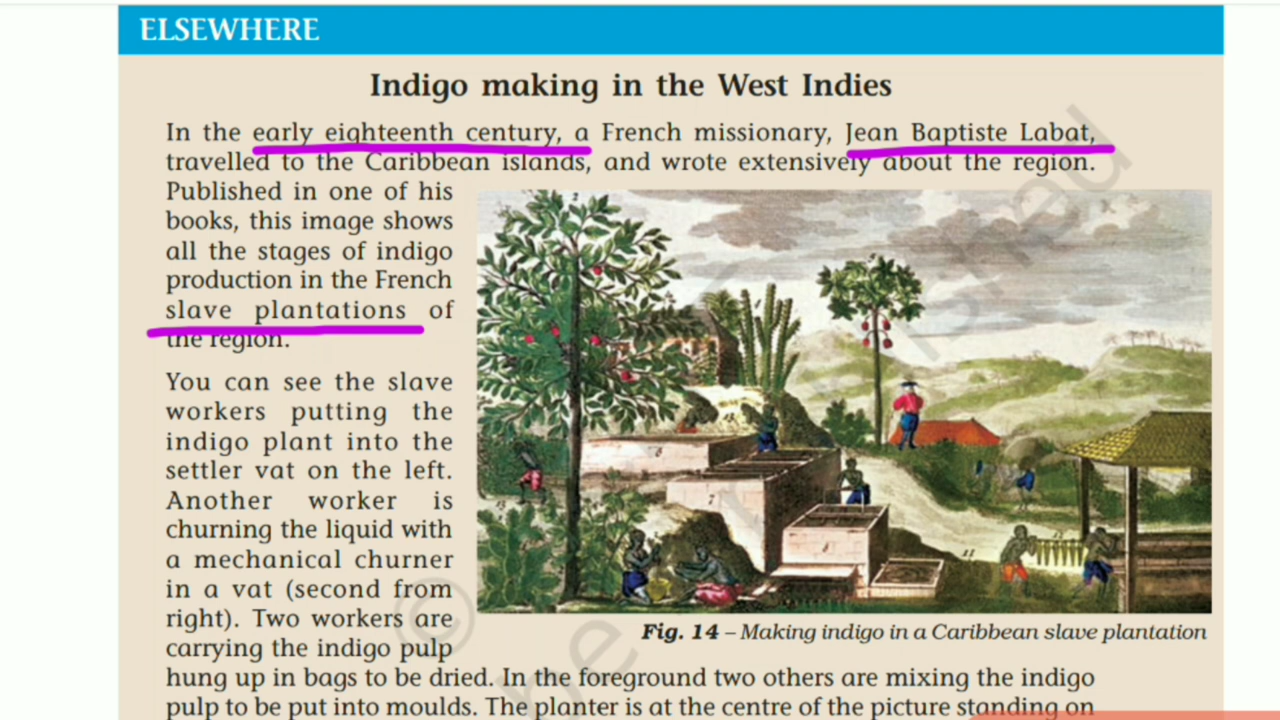 ELSEWHERE
Indigo making in the West Indies
In the early eighteenth century, a French missionary, Jean Baptiste Labat,
travelled to the Caribbean islands, and wrote extensively about the region.
Published in one of his
books, this image shows
all the stages of indigo
production in the French
slave plantations of
the region.
You can see the slave
workers putting the
indigo plant into the
settler vat on the left.
Another worker is
churning the liquid with
a mechanical churner
in a vat (second from
right). Two workers are
carrying the indigo pulp
hung up in bags to be dried. In the foreground two others are mixing the indigo
pulp to be put into moulds. The planter is at the centre of the picture standing on
Fig. 14 – Making indigo in a Caribbean slave plantation